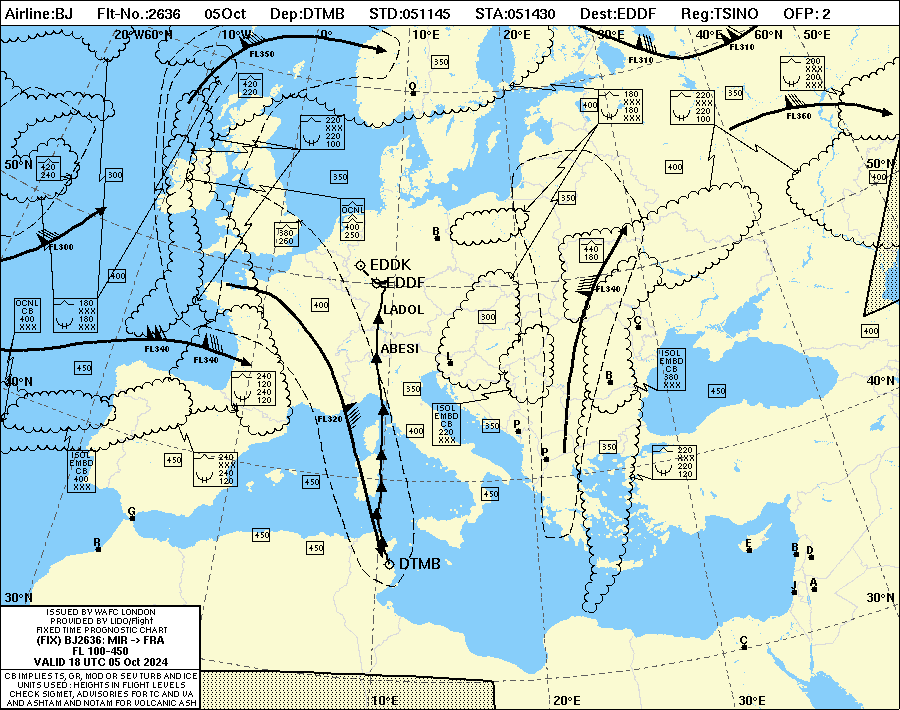 Airline:BJ Flt-No.:2636 05Oct Dep:DTMB STD:051145 STA:051430 Dest:EDDF Reg:TSINO OFP: 2
20°W 60°N 10°W 0° 10°E 20°E 30°E 40°E 60°N 50°E
FL350
FL310
FL310
350
200
XXX
200
XXX
420
220
180
XXX
180
XXX
400
220
XXX
220
100
350
FL360
O
220
XXX
220
100
50°N
50°N
420
240
300
350
400
400
350
OCNL
400
250
380
260
B
FL300
440
180
EDDK
EDDF
400
FL340
OCNL
CB
400
XXX
180
XXX
180
XXX
400
LADOL
300
C
400
FL340
FL340
ABESI
L
ISOL
EMBD
CB
380
XXX
450
40°N
240
120
240
120
350
B
450
40°N
FL320
ISOL
EMBD
CB
220
XXX
400
350
P
350
P
220
XXX
220
120
ISOL
EMBD
CB
400
XXX
450
240
XXX
240
120
450
450
G
R
450
450
E
B
D
DTMB
30°N
30°N
J
A
C
ISSUED BY WAFC LONDON
PROVIDED BY LIDO/Flight
FIXED TIME PROGNOSTIC CHART
(FIX) BJ2636: MIR -> FRA
FL 100-450
VALID 18 UTC 05 Oct 2024
CB IMPLIES TS, GR, MOD OR SEV TURB AND ICE
UNITS USED : HEIGHTS IN FLIGHT LEVELS
CHECK SIGMET, ADVISORIES FOR TC AND VA
AND ASHTAM AND NOTAM FOR VOLCANIC ASH
10°E
20°E
30°E